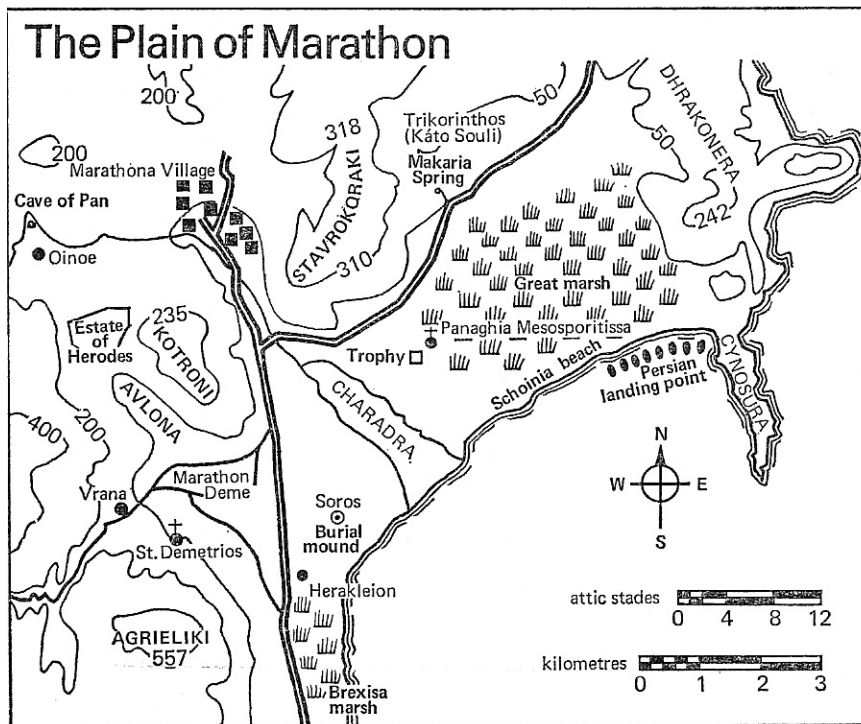 The Plain of Marathon
200
318
50
DHRAKONERA
50
Trikorinthos
(Káto Souli)
Makaria
Spring
200
Marathona Village
Cave of Pan
Oinoe
STAVROKORAKI
310
242
Great marsh
235
KOTRONI
Estate
of
Herodes
Panaghia Mesosporitissa
Trophy
Schoinia beach
Persian
landing point
CYNOSURA
AVLONA
CHARADRA
400
200
Marathon
Deme
Vrana
St. Demetrios
Soros
Burial
mound
Herakleion
N
W
E
S
AGRIELIKI
557
Brexisa
marsh
attic stades
0 4 8 12
kilometres
0 1 2 3